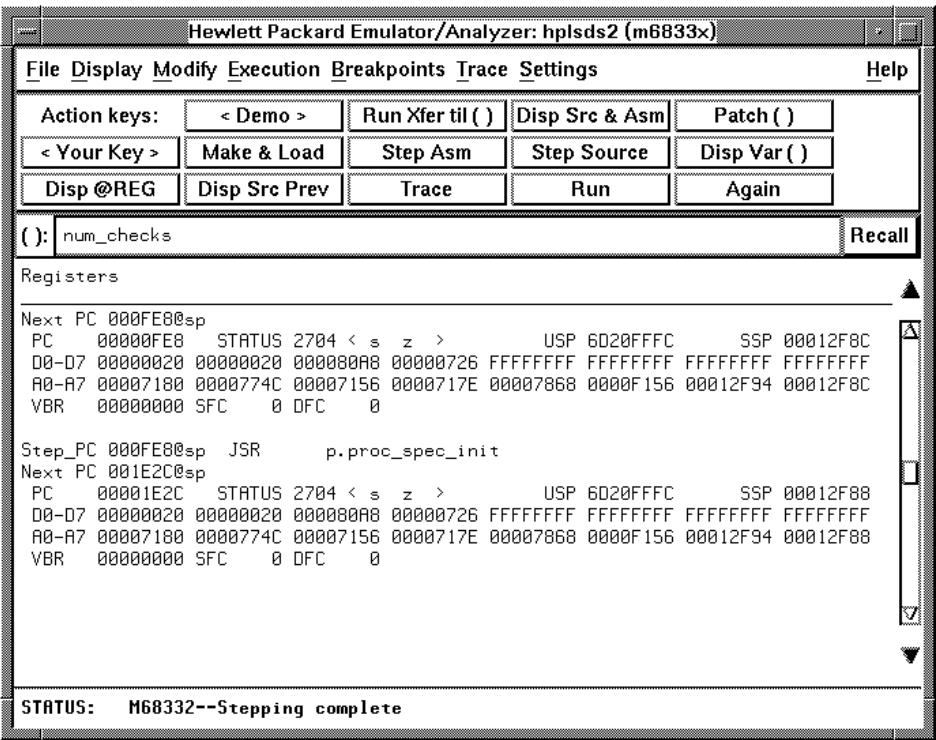 Hewlett Packard Emulator/Analyzer: hplsds2 (m6833x)
File Display Modify Execution Breakpoints Trace Settings Help
Action keys: < Demo > Run Xfer til ( ) Disp Src & Asm Patch ( )
< Your Key > Make & Load Step Asm Step Source Disp Var ( )
Disp @REG Disp Src Prev Trace Run Again
( ): num_checks Recall
Registers
Next PC 000FE8@sp
PC 00000FE8 STATUS 2704 < s z > USP 6D20FFFC SSP 00012F8C
D0-D7 00000020 00000020 000080A8 00000726 FFFFFFFF FFFFFFFF FFFFFFFF FFFFFFFF
A0-A7 00007180 0000774C 00007156 0000717E 00007868 0000F156 00012F94 00012F8C
VBR 00000000 SFC 0 DFC 0
Step_PC 000FE8@sp JSR p.proc_spec_init
Next PC 001E2C@sp
PC 00001E2C STATUS 2704 < s z > USP 6D20FFFC SSP 00012F88
D0-D7 00000020 00000020 000080A8 00000726 FFFFFFFF FFFFFFFF FFFFFFFF FFFFFFFF
A0-A7 00007180 0000774C 00007156 0000717E 00007868 0000F156 00012F94 00012F88
VBR 00000000 SFC 0 DFC 0
STATUS: M68332--Stepping complete